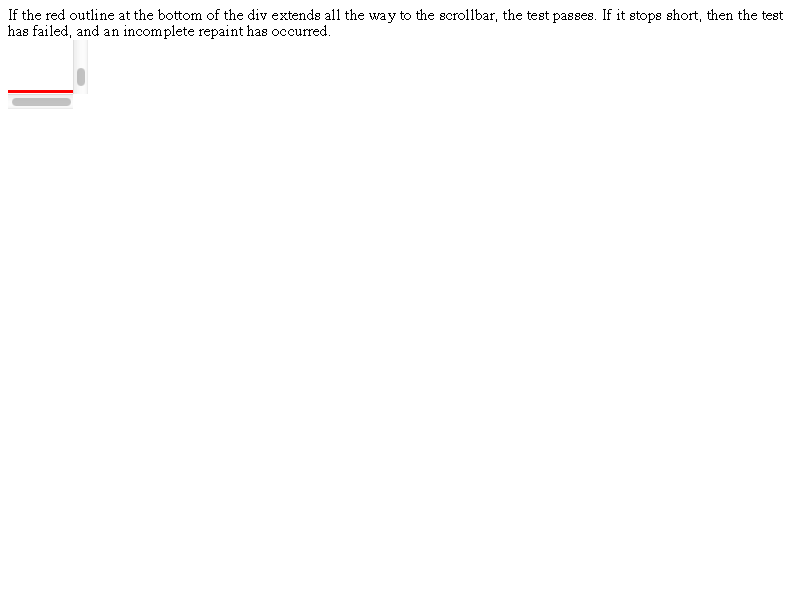 If the red outline at the bottom of the div extends all the way to the scrollbar, the test passes. If it stops short, then the test
has failed, and an incomplete repaint has occurred.